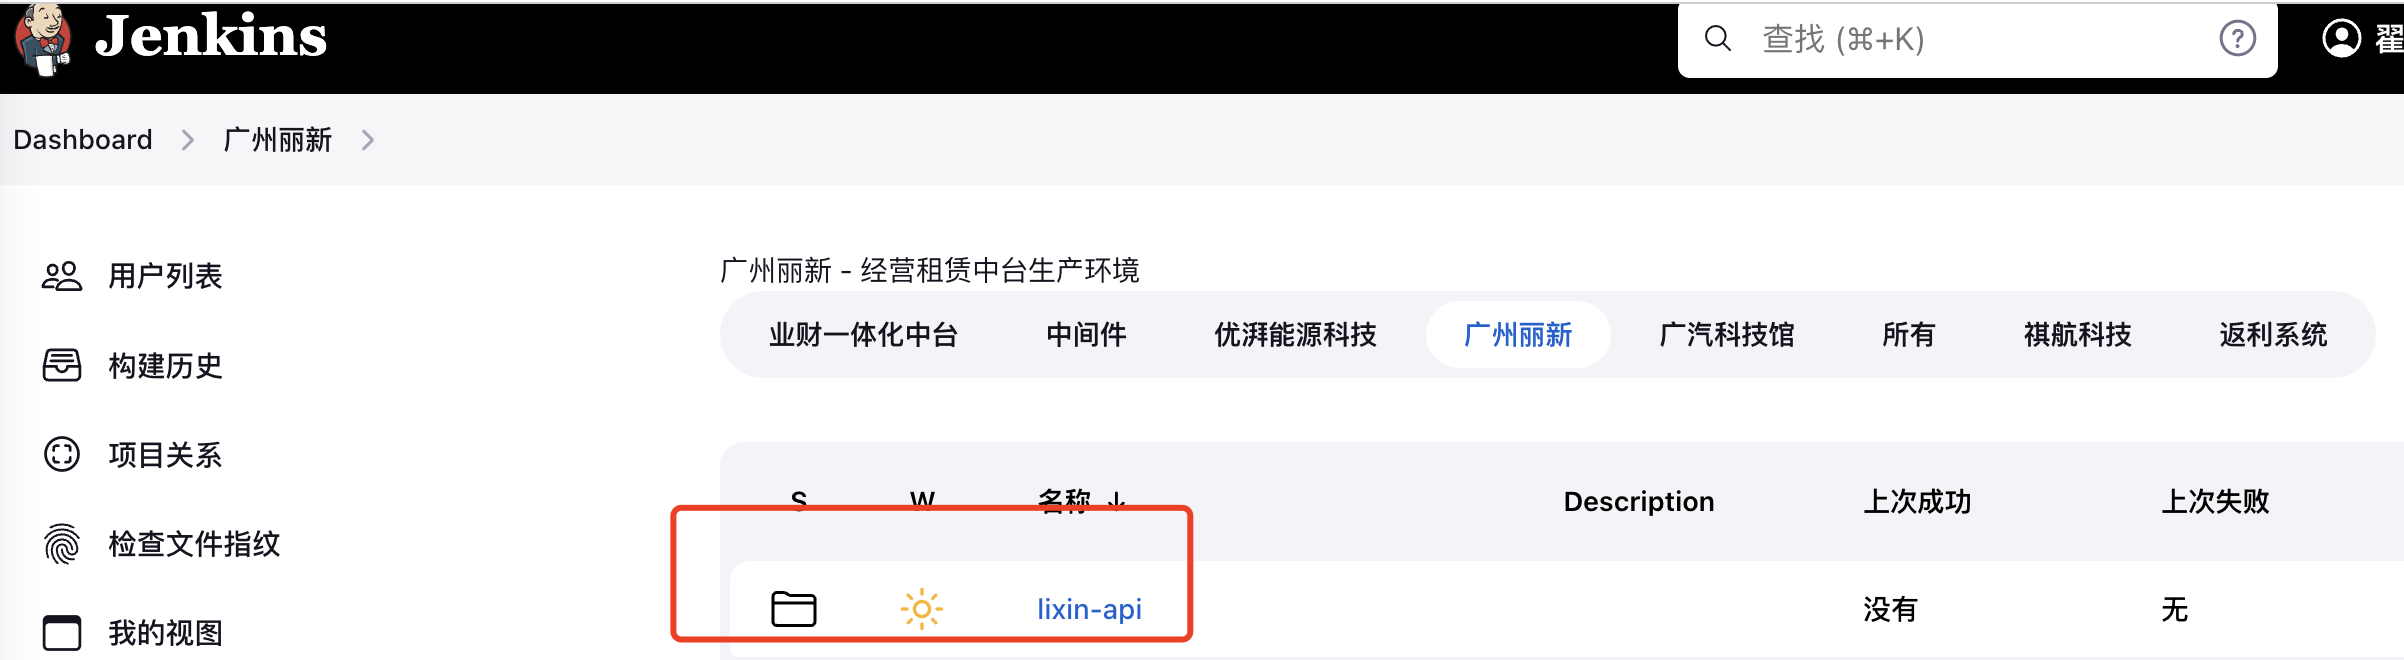 Jenkins
查找 (⌘+K)
翟
Dashboard
广州丽新
用户列表
构建历史
项目关系
检查文件指纹
我的视图
广州丽新 - 经营租赁中台生产环境
业财一体化中台 中间件 优湃能源科技 广州丽新 广汽科技馆 所有 祺航科技 返利系统
S W 名称 ↓ Description 上次成功 上次失败
lixin-api 没有 无